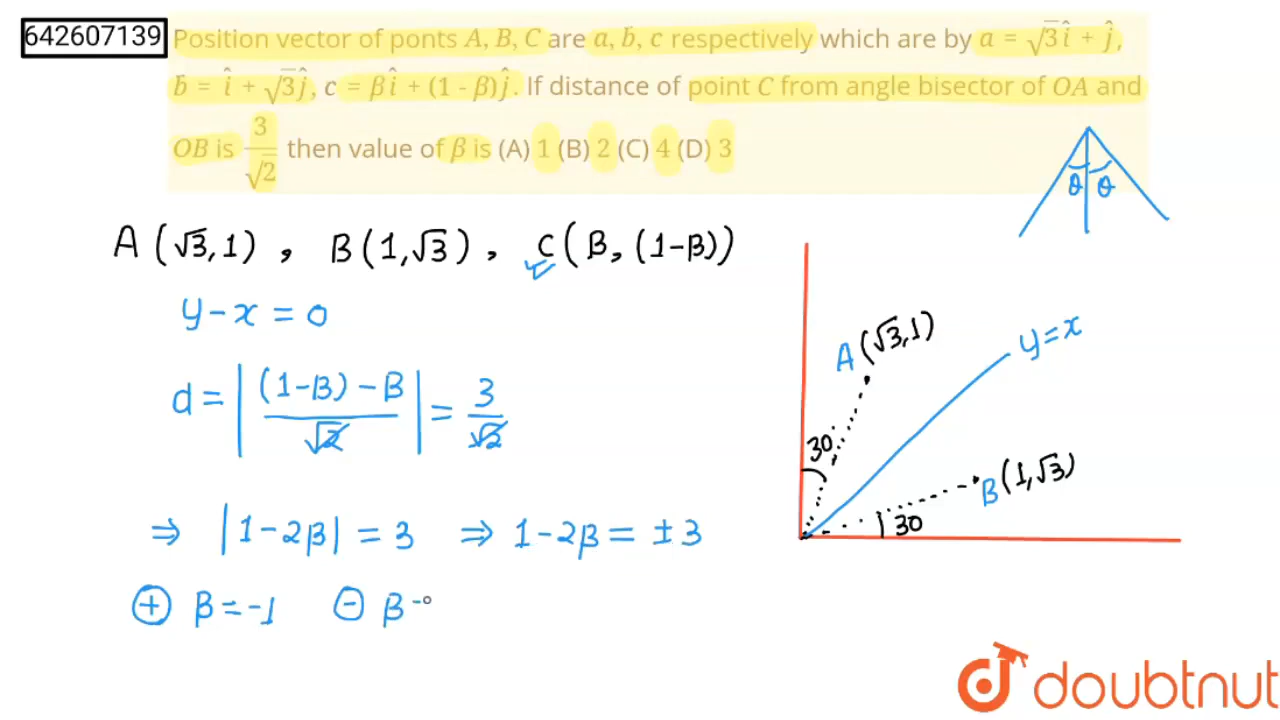 642607139 Position vector of ponts A, B, C are a, b, c respectively which are by a = √3î + ĵ,
b = î + √3ĵ, c = βî + (1 - β)ĵ. If distance of point C from angle bisector of OA and
OB is 3/√2 then value of β is (A) 1 (B) 2 (C) 4 (D) 3
θ θ
A (√3, 1) , B (1, √3) , C (β, (1-β))
y - x = 0
d = | (1-β) - β / √2 | = 3/√2
⇒ |1 - 2β| = 3 ⇒ 1 - 2β = ± 3
⊕ β = -1 ⊖ β -
A (√3, 1)
y = x
30
B (1, √3)
30
doubtnut